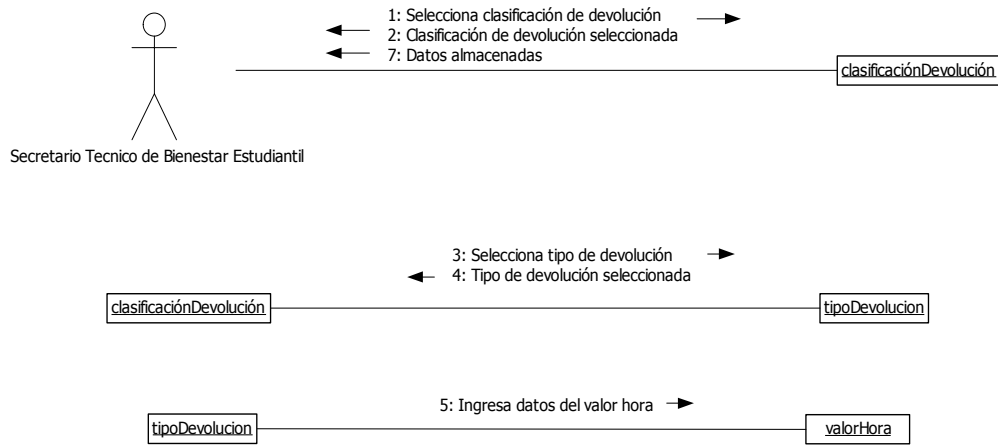 1: Selecciona clasificación de devolución
2: Clasificación de devolución seleccionada
7: Datos almacenadas
clasificaciónDevolución
Secretario Tecnico de Bienestar Estudiantil
3: Selecciona tipo de devolución
4: Tipo de devolución seleccionada
clasificaciónDevolución
tipoDevolucion
5: Ingresa datos del valor hora
tipoDevolucion
valorHora